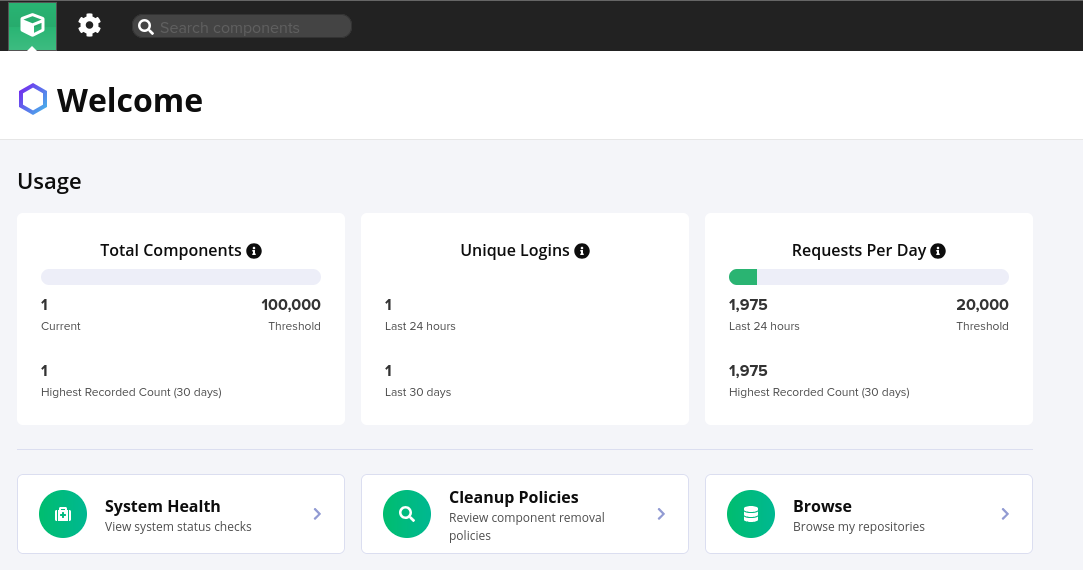 Search components
Welcome
Usage
Total Components
1 100,000
Current Threshold
1
Highest Recorded Count (30 days)
Unique Logins
1
Last 24 hours
1
Last 30 days
Requests Per Day
1,975 20,000
Last 24 hours Threshold
1,975
Highest Recorded Count (30 days)
System Health
View system status checks
Cleanup Policies
Review component removal
policies
Browse
Browse my repositories